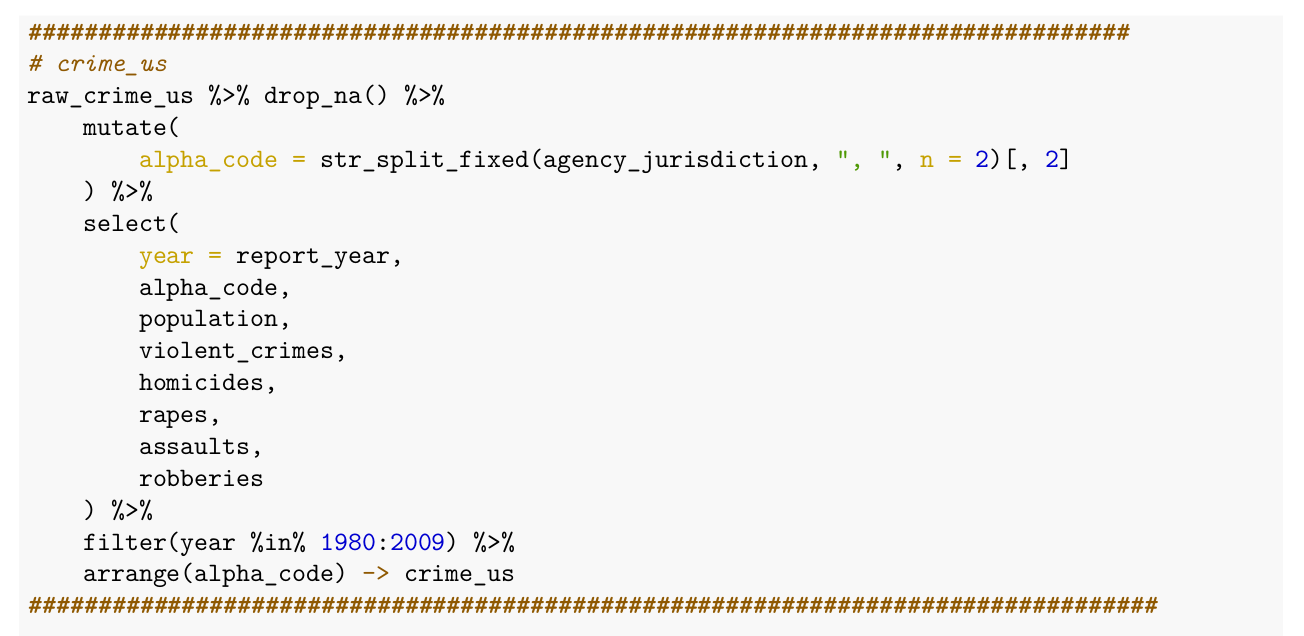 ################################################################################
# crime_us
raw_crime_us %>% drop_na() %>%
    mutate(
        alpha_code = str_split_fixed(agency_jurisdiction, ", ", n = 2)[, 2]
    ) %>%
    select(
        year = report_year,
        alpha_code,
        population,
        violent_crimes,
        homicides,
        rapes,
        assaults,
        robberies
    ) %>%
    filter(year %in% 1980:2009) %>%
    arrange(alpha_code) -> crime_us
##################################################################################